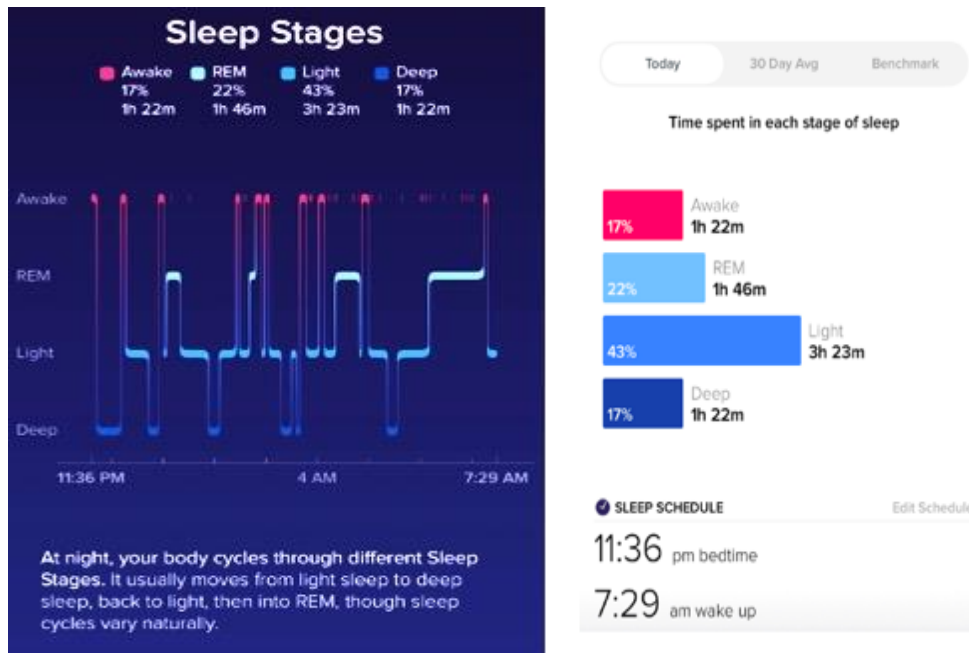 Sleep Stages
Awake REM Light Deep
17% 22% 43% 17%
1h 22m 1h 46m 3h 23m 1h 22m
Awake
REM
Light
Deep
11:36 PM 4 AM 7:29 AM
At night, your body cycles through different Sleep
Stages. It usually moves from light sleep to deep
sleep, back to light, then into REM, though sleep
cycles vary naturally.
Today 30 Day Avg Benchmark
Time spent in each stage of sleep
Awake
17% 1h 22m
REM
22% 1h 46m
Light
43% 3h 23m
Deep
17% 1h 22m
SLEEP SCHEDULE Edit Schedule
11:36 pm bedtime
7:29 am wake up